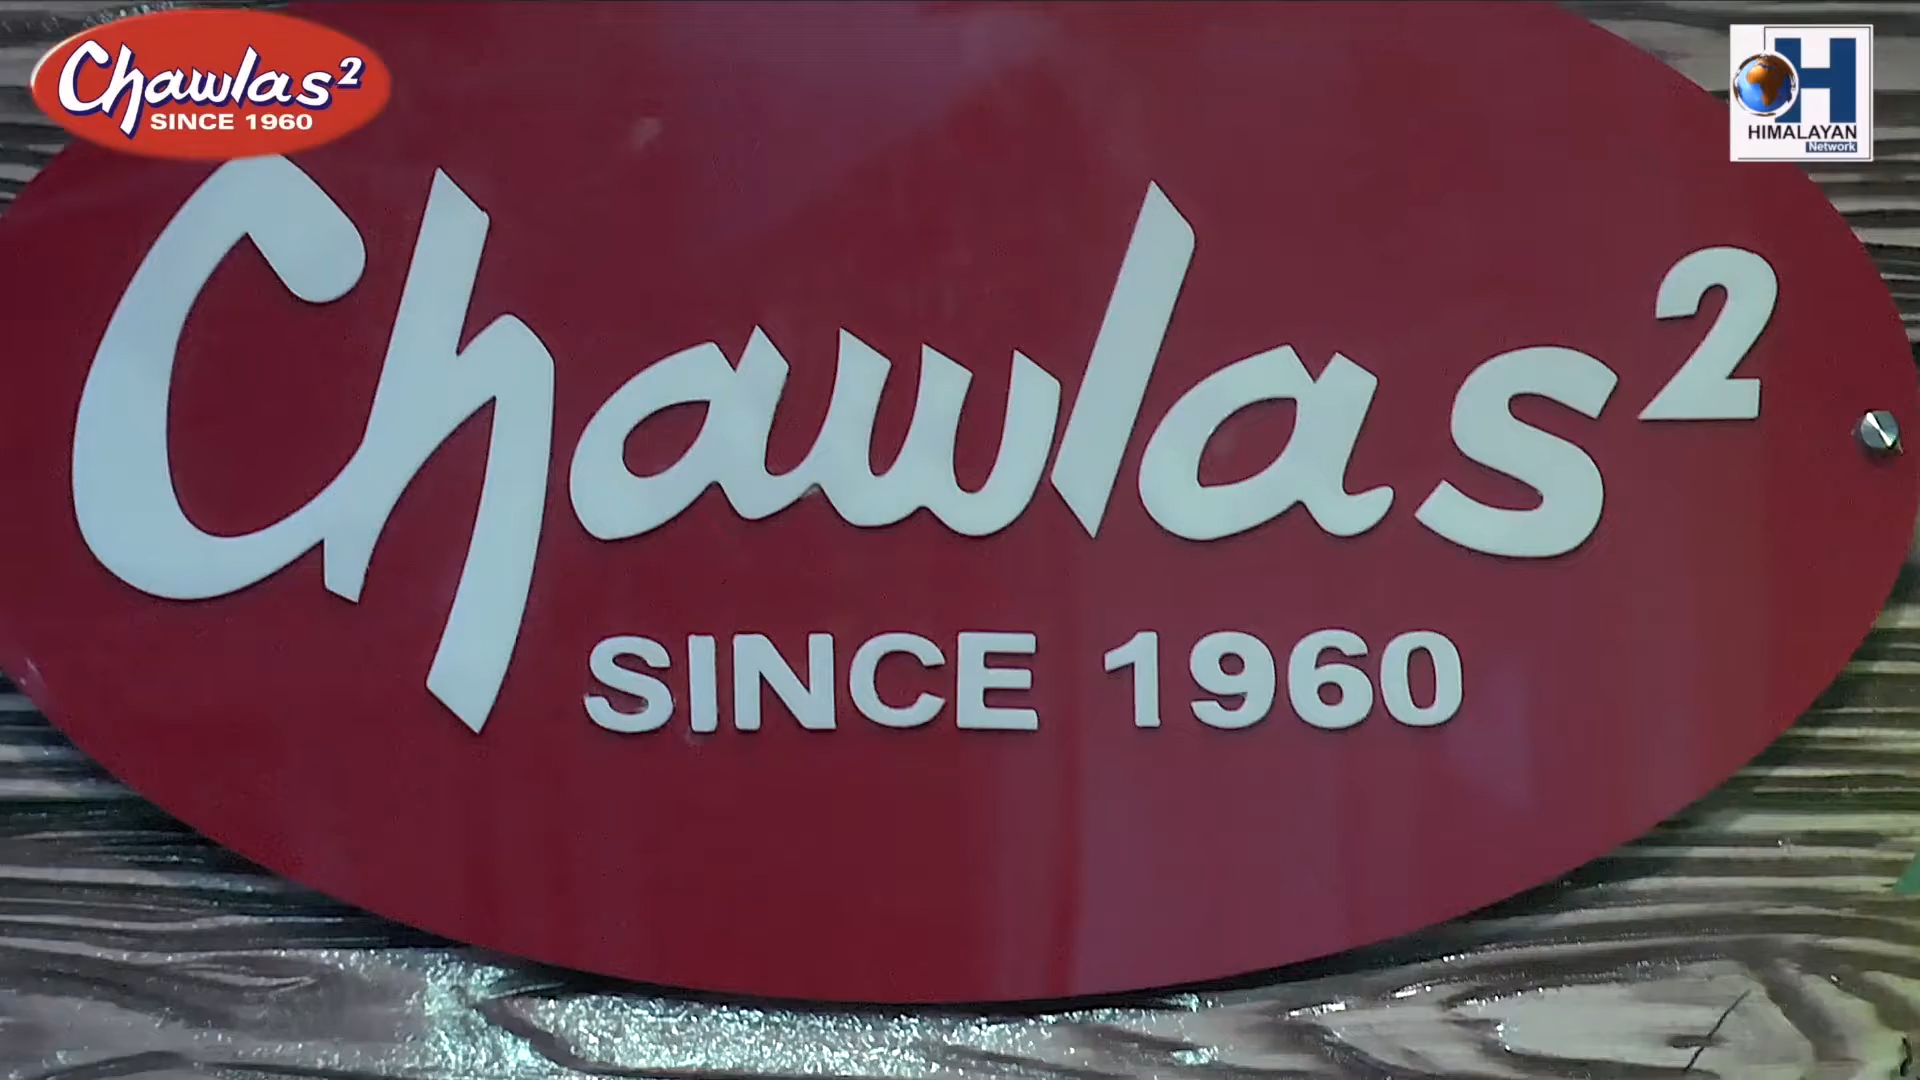 Chawlas²
SINCE 1960
H
HIMALAYAN
Network
Chawlas²
SINCE 1960